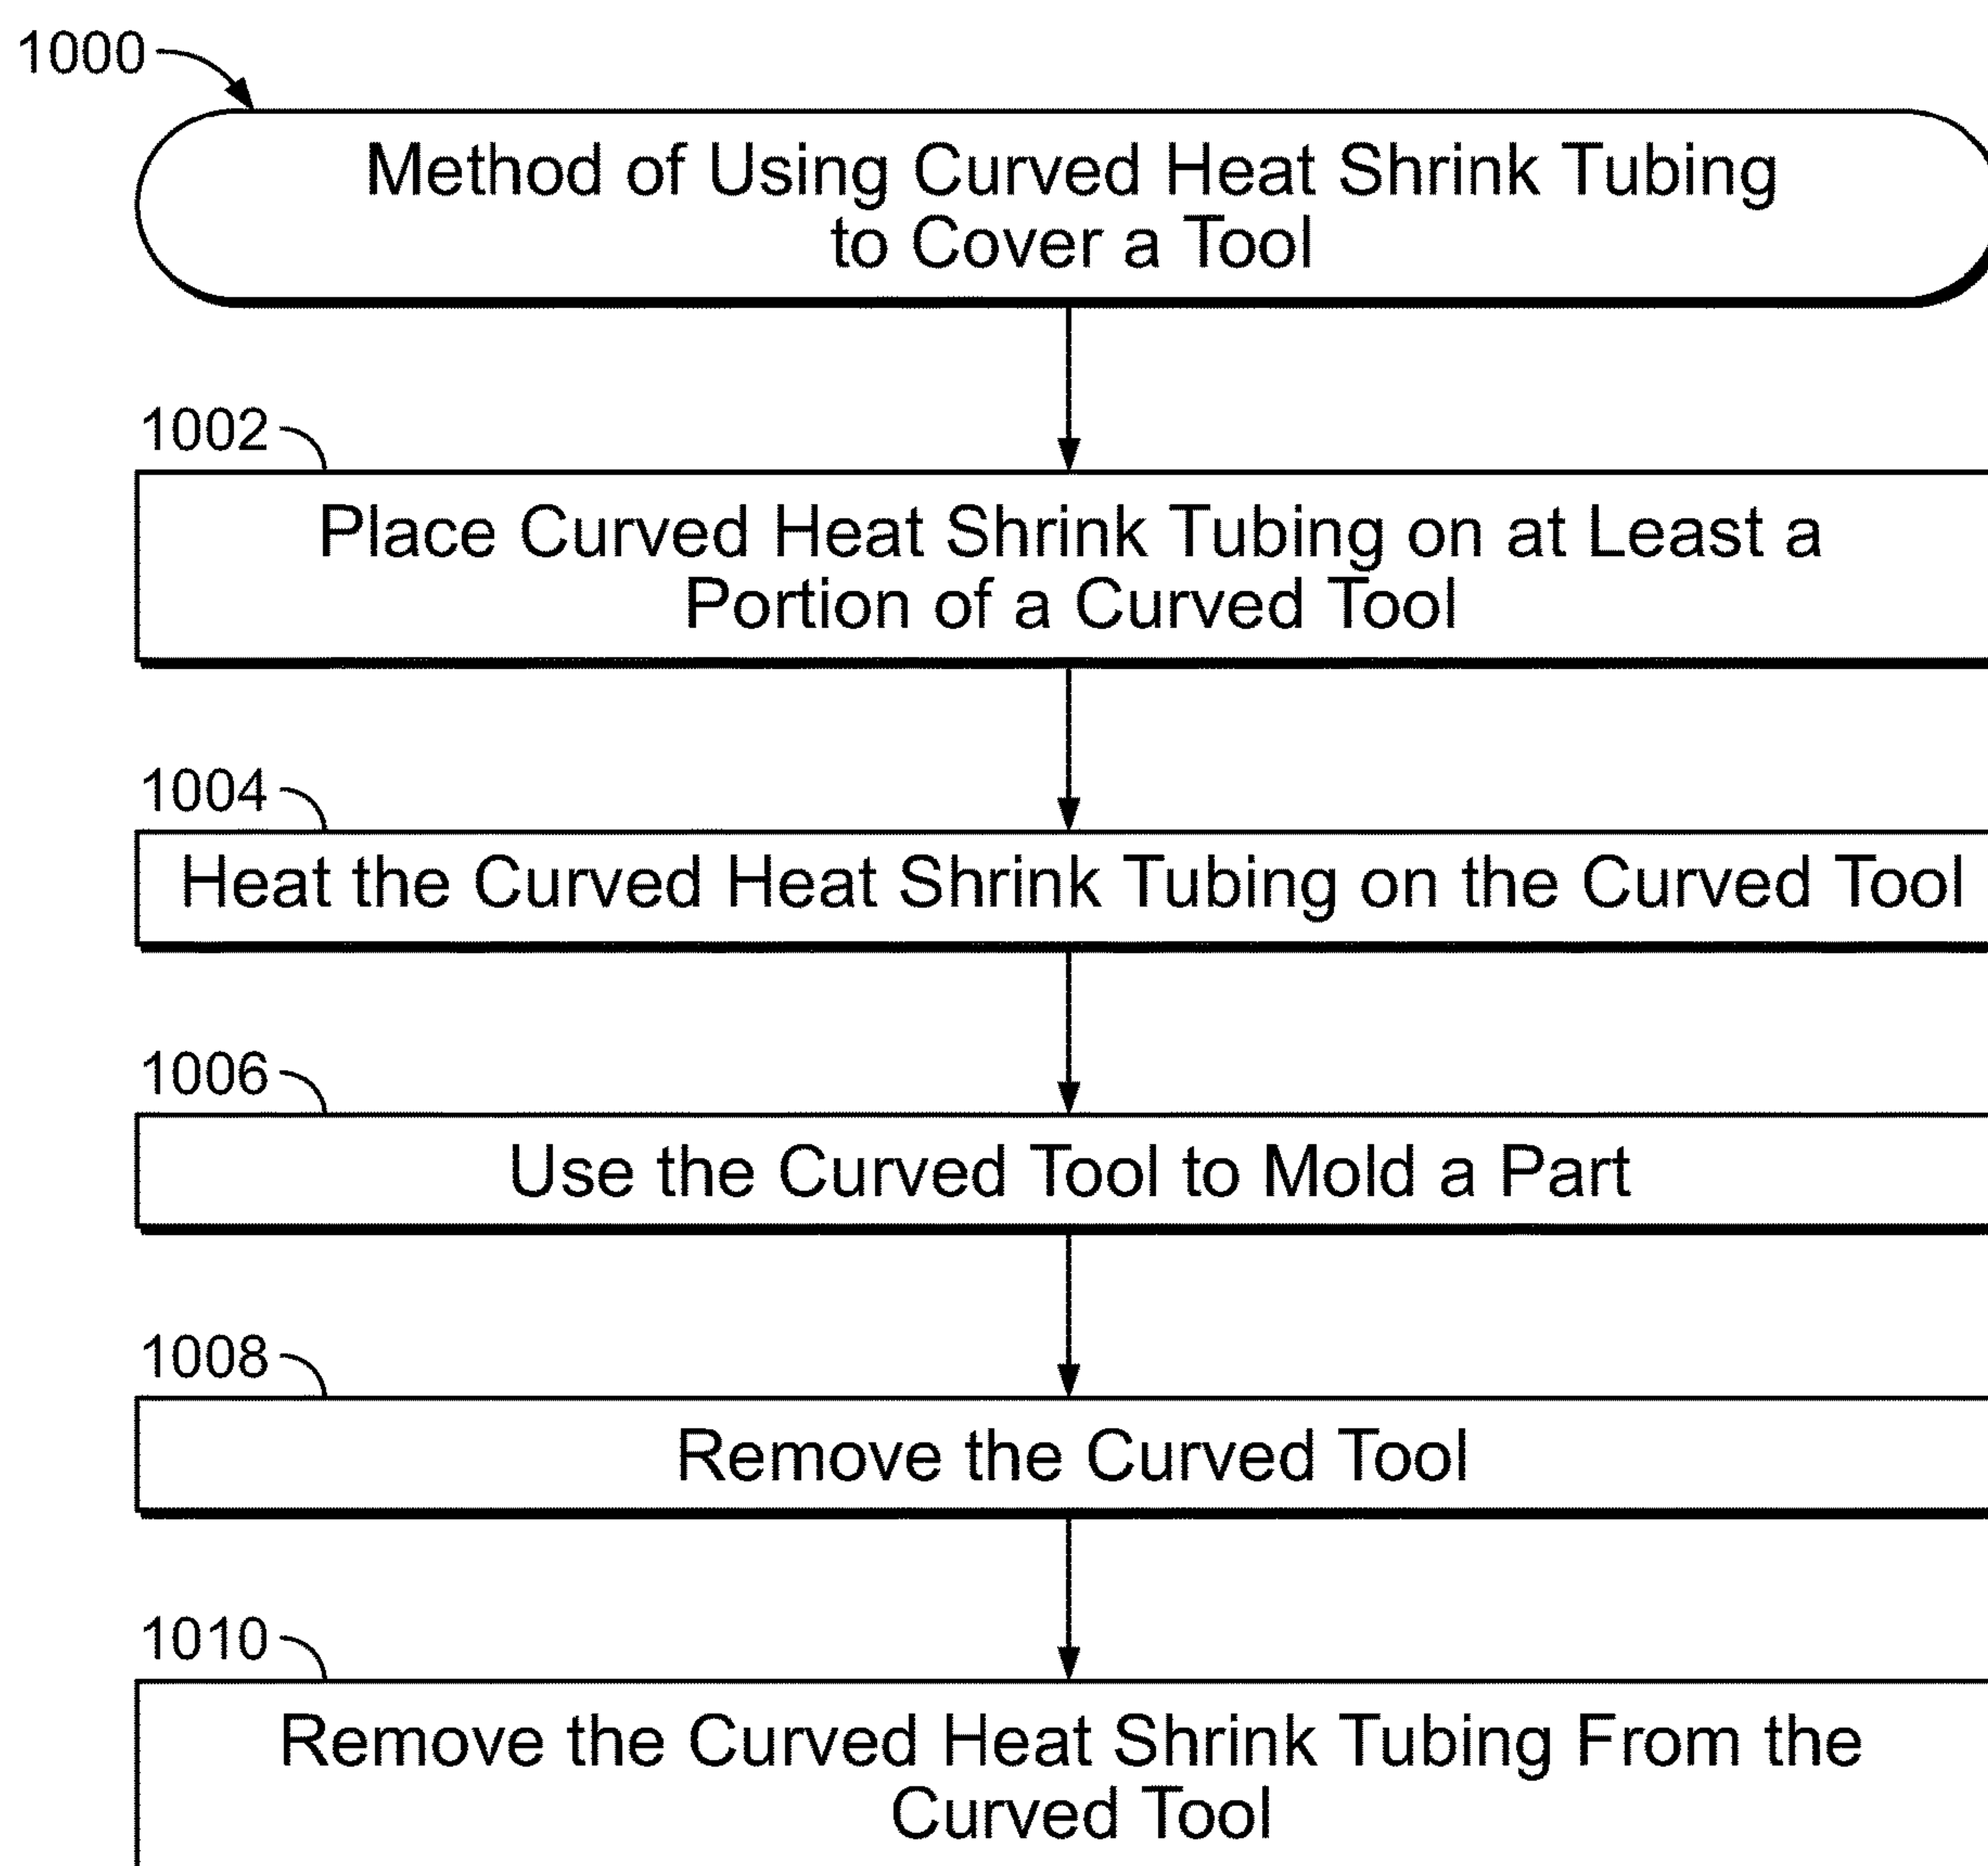 1000
Method of Using Curved Heat Shrink Tubing
to Cover a Tool
1002
Place Curved Heat Shrink Tubing on at Least a
Portion of a Curved Tool
1004
Heat the Curved Heat Shrink Tubing on the Curved Tool
1006
Use the Curved Tool to Mold a Part
1008
Remove the Curved Tool
1010
Remove the Curved Heat Shrink Tubing From the
Curved Tool